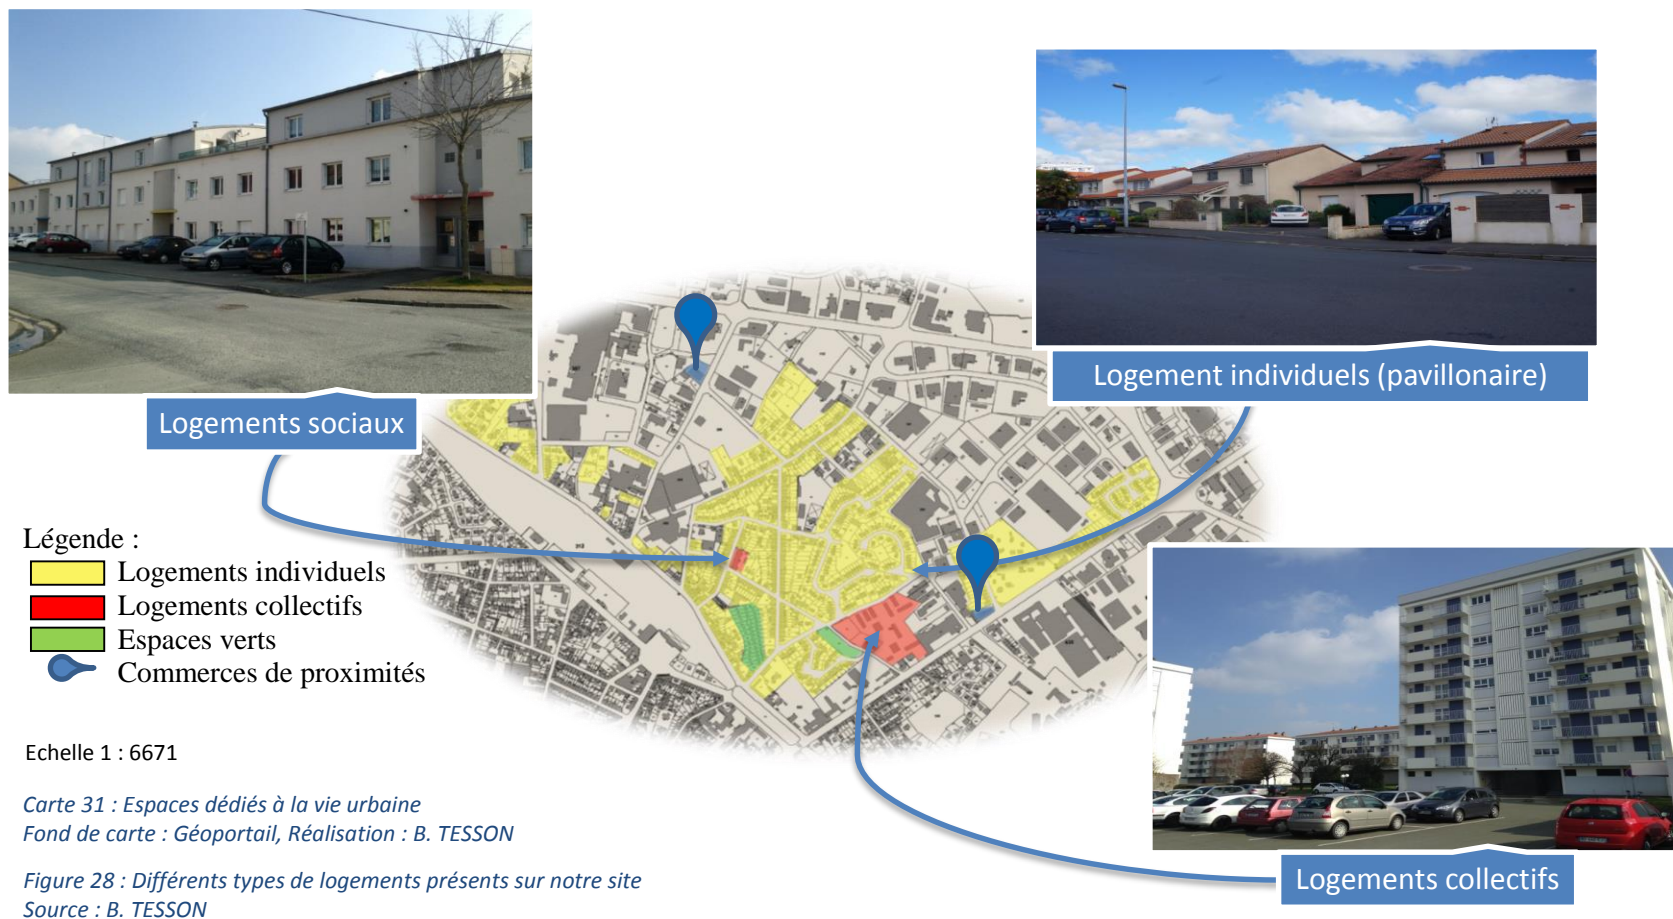 Logements sociaux
Logement individuels (pavillonaire)
Légende :
Logements individuels
Logements collectifs
Espaces verts
Commerces de proximités
Echelle 1 : 6671
Carte 31 : Espaces dédiés à la vie urbaine
Fond de carte : Géoportail, Réalisation : B. TESSON
Figure 28 : Différents types de logements présents sur notre site
Source : B. TESSON
Logements collectifs